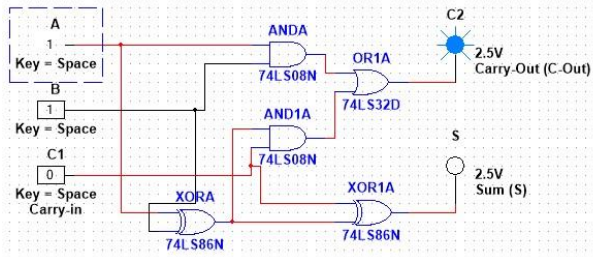 A
1
Key = Space
B
1
Key = Space
C1
0
Key = Space
Carry-in
ANDA
74LS08N
AND1A
74LS08N
XORA
74LS86N
OR1A
74LS32D
XOR1A
74LS86N
C2
2.5V
Carry-Out (C-Out)
S
2.5V
Sum (S)